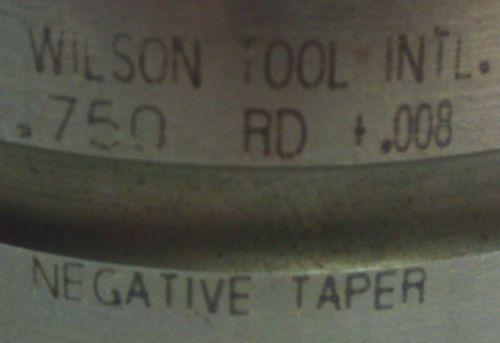 WILSON TOOL INTL.
.750 RD +.008
NEGATIVE TAPER